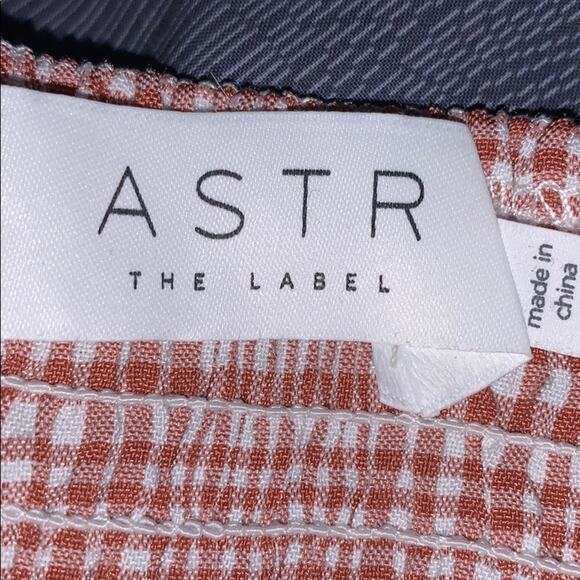 ASTR
THE LABEL
made in
china